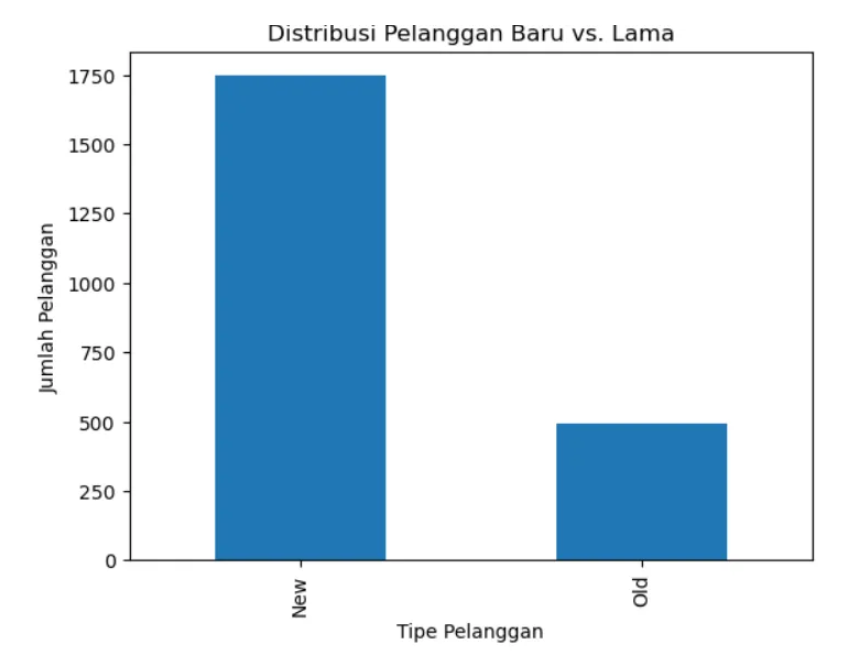 Distribusi Pelanggan Baru vs. Lama
1750
1500
1250
1000
750
500
250
0
Jumlah Pelanggan
New
Old
Tipe Pelanggan